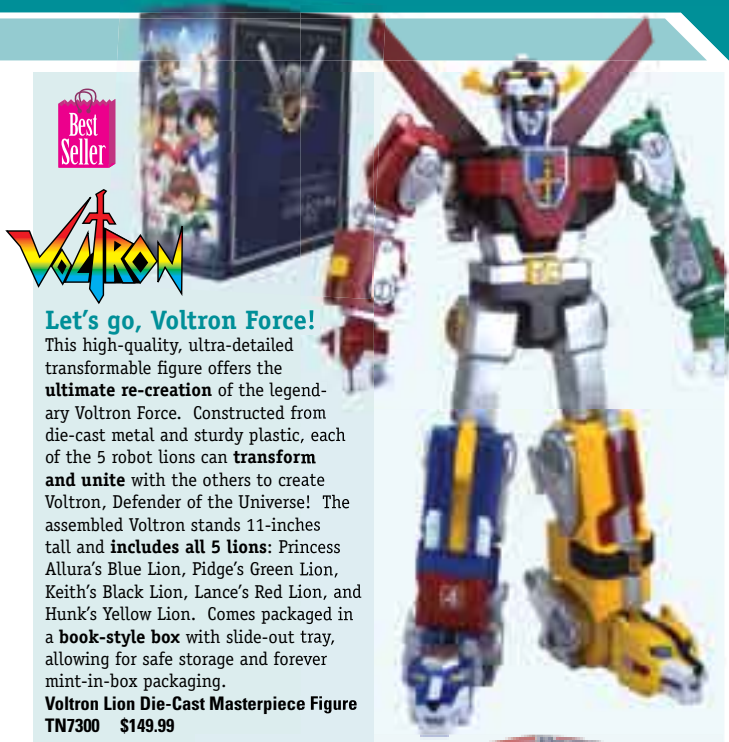 Best
Seller
VOLTRON
Let's go, Voltron Force!
This high-quality, ultra-detailed
transformable figure offers the
ultimate re-creation of the legend-
ary Voltron Force. Constructed from
die-cast metal and sturdy plastic, each
of the 5 robot lions can transform
and unite with the others to create
Voltron, Defender of the Universe! The
assembled Voltron stands 11-inches
tall and includes all 5 lions: Princess
Allura's Blue Lion, Pidge's Green Lion,
Keith's Black Lion, Lance's Red Lion, and
Hunk's Yellow Lion. Comes packaged in
a book-style box with slide-out tray,
allowing for safe storage and forever
mint-in-box packaging.
Voltron Lion Die-Cast Masterpiece Figure
TN7300 $149.99
4